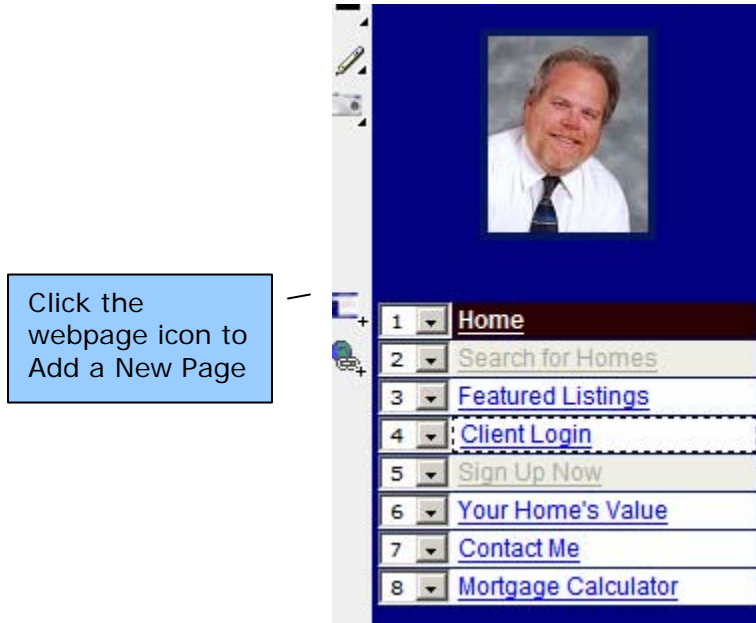 Click the
webpage icon to
Add a New Page
1 Home
2 Search for Homes
3 Featured Listings
4 Client Login
5 Sign Up Now
6 Your Home's Value
7 Contact Me
8 Mortgage Calculator